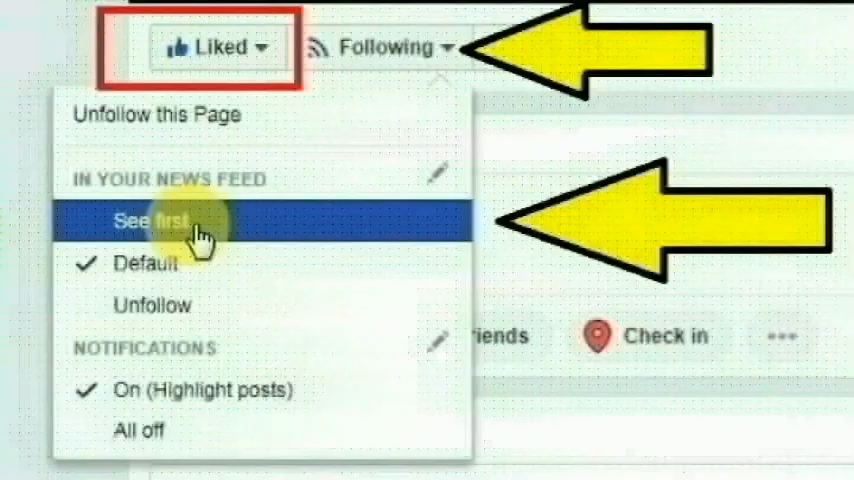 Liked Following
Unfollow this Page
IN YOUR NEWS FEED
See first
Default
Unfollow
riends Check in
NOTIFICATIONS
On (Highlight posts)
All off